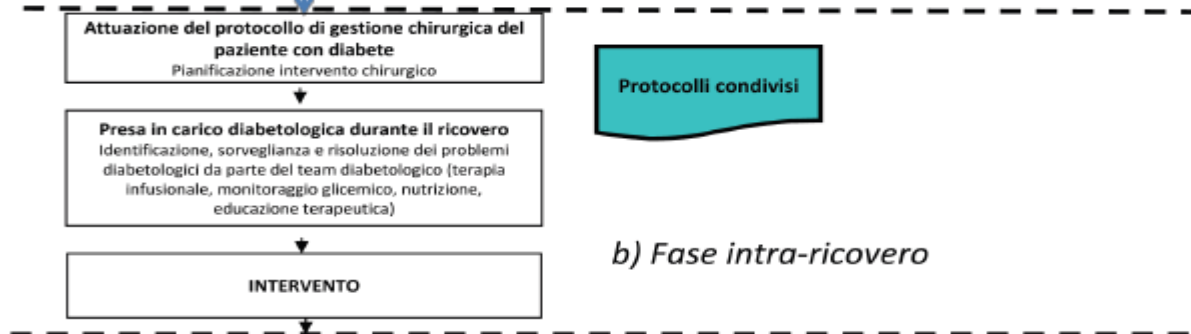 Attuazione del protocollo di gestione chirurgica del
paziente con diabete
Pianificazione intervento chirurgico
Protocolli condivisi
Presa in carico diabetologica durante il ricovero
Identificazione, sorveglianza e risoluzione dei problemi
diabetologici da parte del team diabetologico (terapia
infusionale, monitoraggio glicemico, nutrizione,
educazione terapeutica)
b) Fase intra-ricovero
INTERVENTO